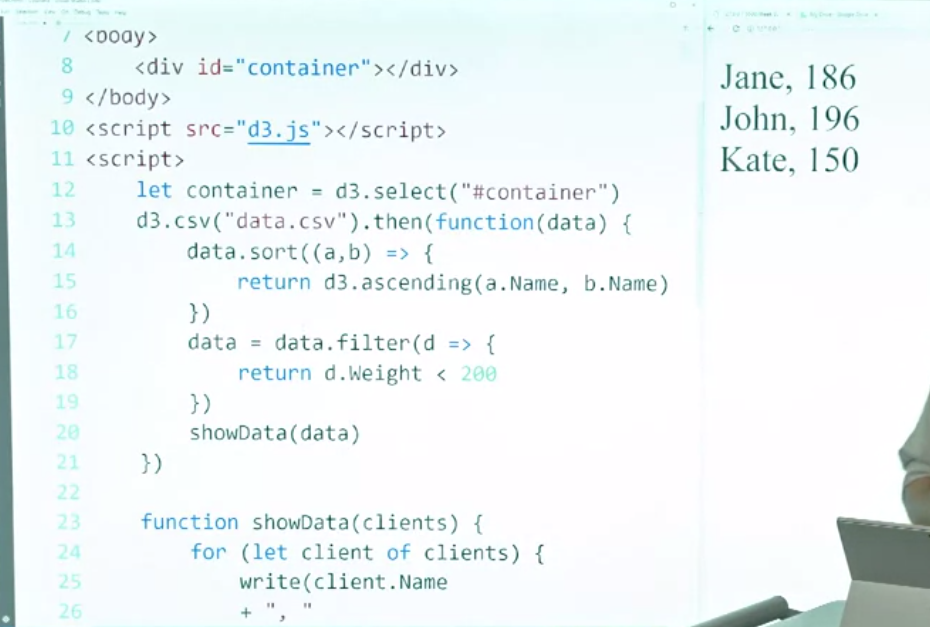 7 <body>
8 <div id="container"></div>
9 </body>
10 <script src="d3.js"></script>
11 <script>
12 let container = d3.select("#container")
13 d3.csv("data.csv").then(function(data) {
14 data.sort((a,b) => {
15 return d3.ascending(a.Name, b.Name)
16 })
17 data = data.filter(d => {
18 return d.Weight < 200
19 })
20 showData(data)
21 })
22
23 function showData(clients) {
24 for (let client of clients) {
25 write(client.Name
26 + ", "
Jane, 186
John, 196
Kate, 150